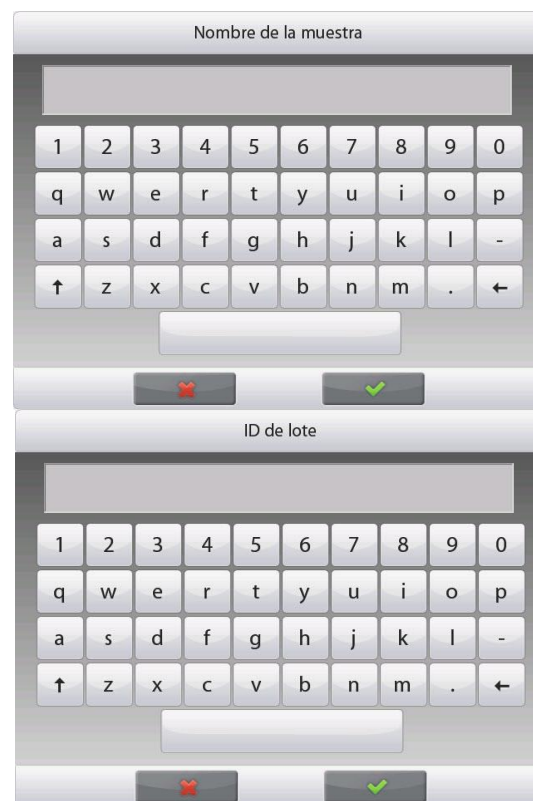 Nombre de la muestra
1 2 3 4 5 6 7 8 9 0
q w e r t y u i o p
a s d f g h j k l -
↑ z x c v b n m . ←
ID de lote
1 2 3 4 5 6 7 8 9 0
q w e r t y u i o p
a s d f g h j k l -
↑ z x c v b n m . ←